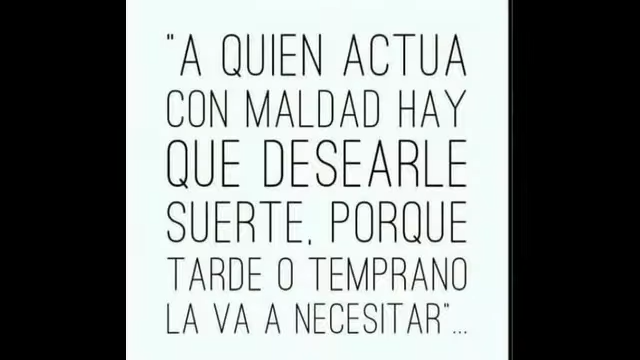 "A QUIEN ACTUA
CON MALDAD HAY
QUE DESEARLE
SUERTE, PORQUE
TARDE O TEMPRANO
LA VA A NECESITAR"...